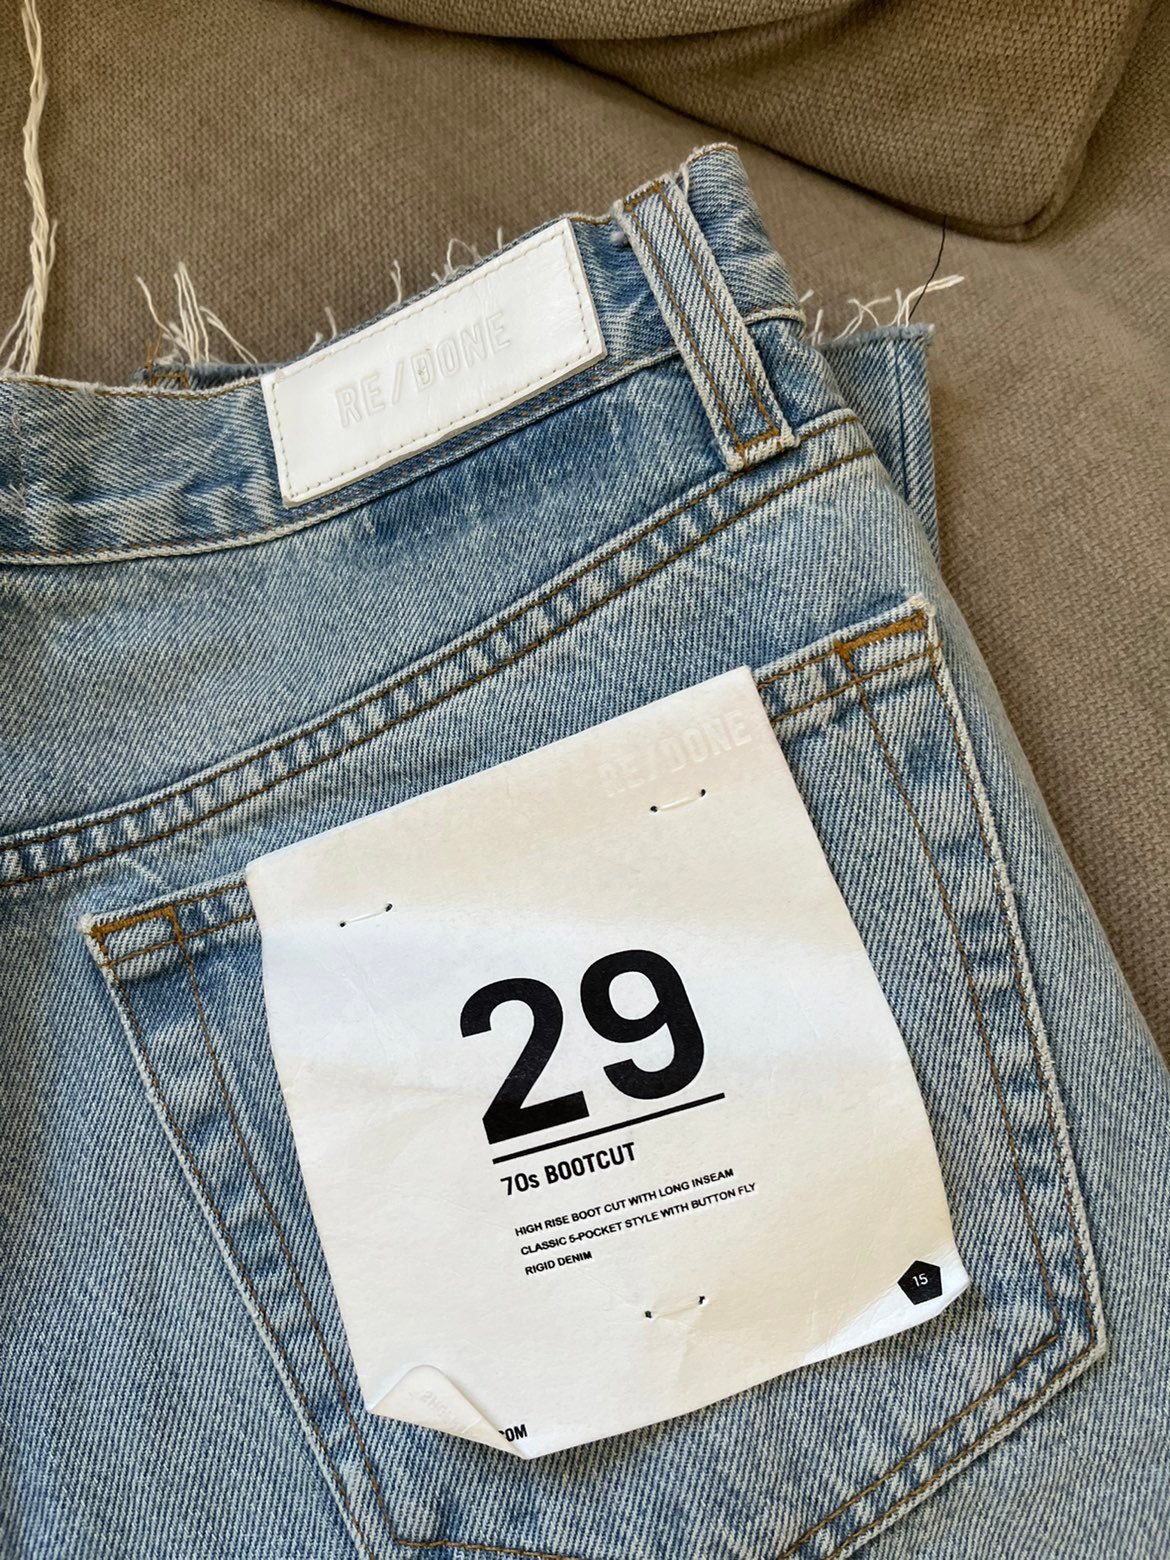 RE/DONE
RE/DONE
29
70s BOOTCUT
HIGH RISE BOOT CUT WITH LONG INSEAM
CLASSIC 5-POCKET STYLE WITH BUTTON FLY
RIGID DENIM
15